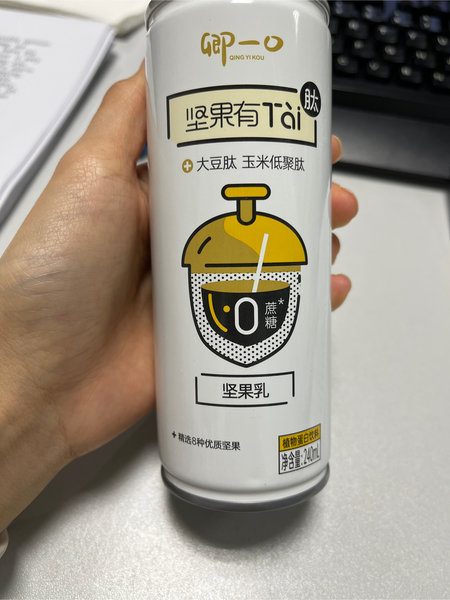 卿一口
QING YI KOU
坚果有Tài
肽
+ 大豆肽 玉米低聚肽
0
蔗糖*
坚果乳
+ 精选8种优质坚果
植物蛋白饮料
净含量:240mL